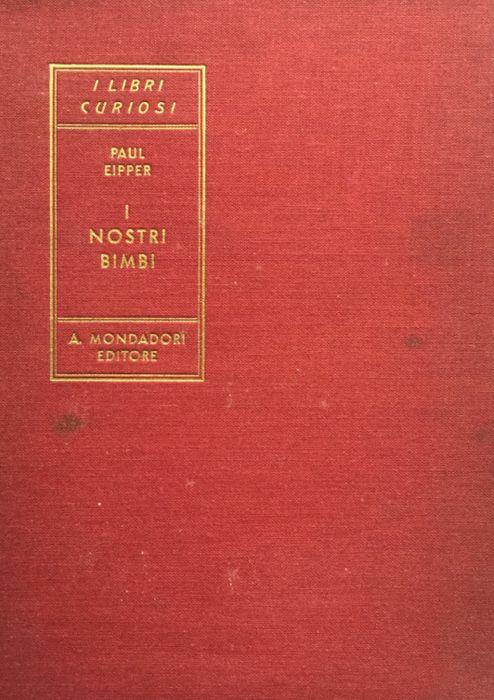 I LIBRI
CURIOSI
PAUL
EIPPER
I
NOSTRI
BIMBI
A. MONDADORI
EDITORE